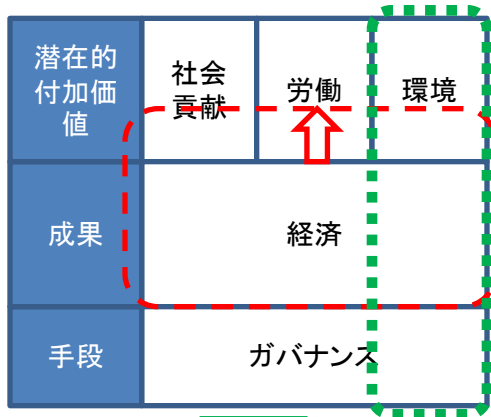 潜在的
付加価
値
社会
貢献
労働
環境
成果
経済
手段
ガバナンス